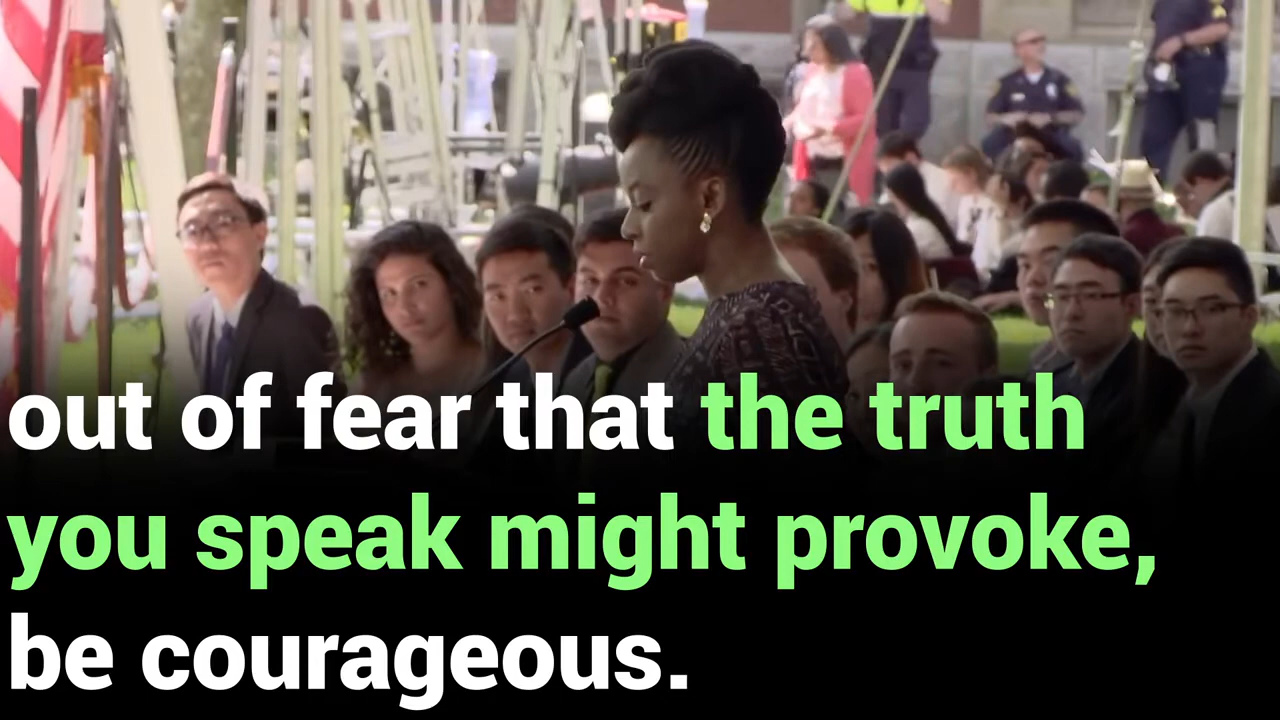 out of fear that the truth
you speak might provoke,
be courageous.